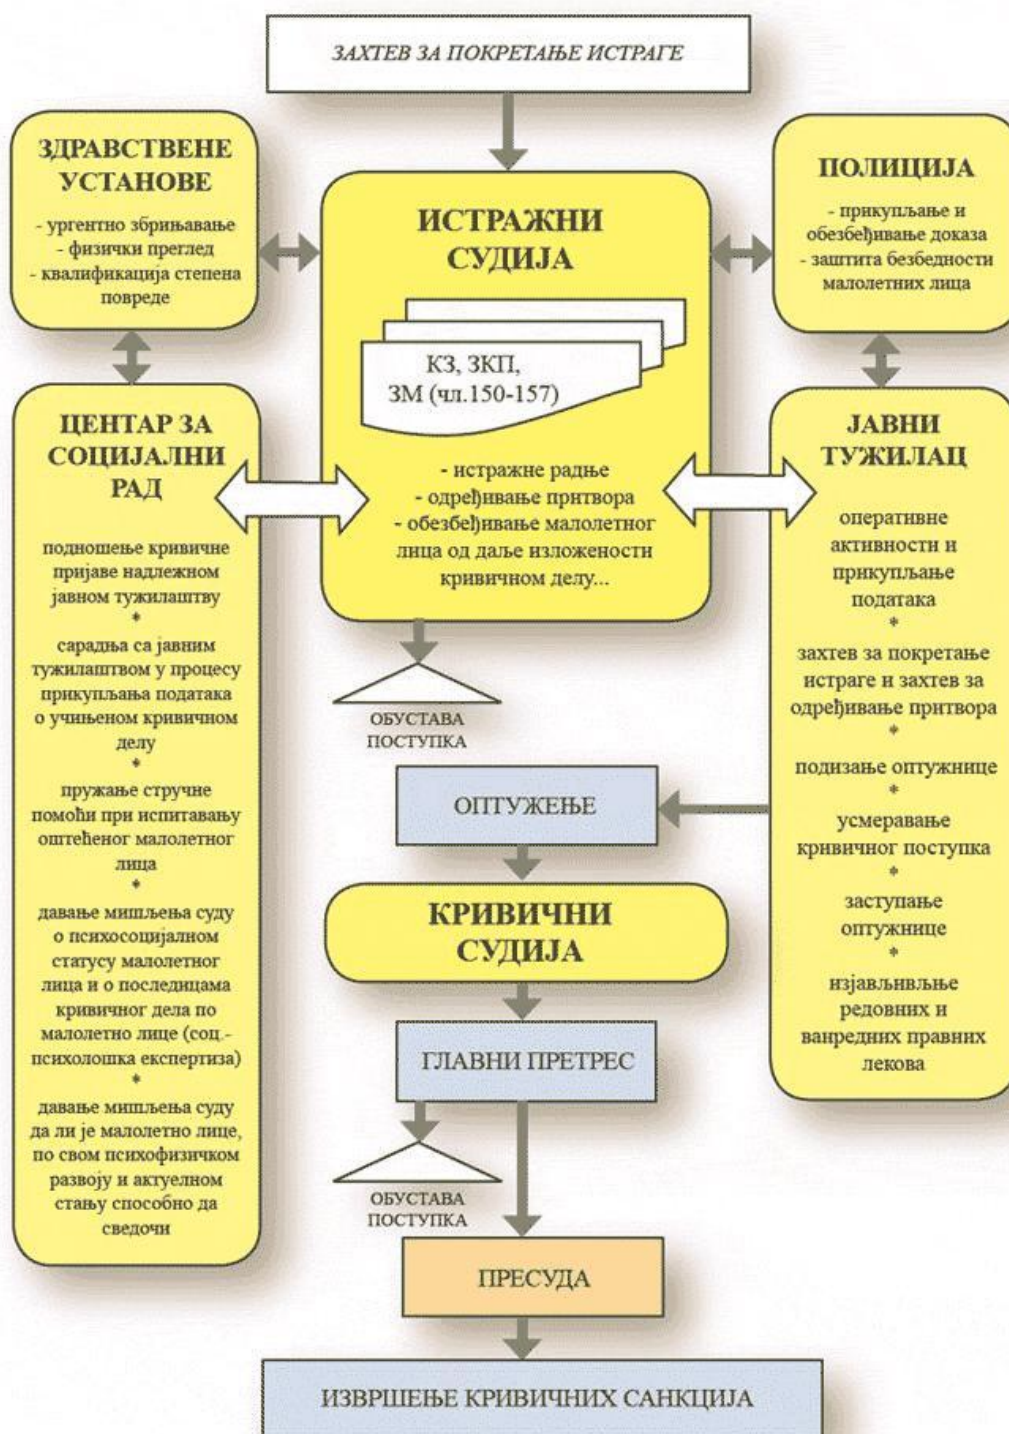 ЗАХТЕВ ЗА ПОКРЕТАЊЕ ИСТРАГЕ
ЗДРАВСТВЕНЕ
УСТАНОВЕ
- ургентно збрињавање
- физички преглед
- квалификација степена
повреде
ИСТРАЖНИ
СУДИЈА
КЗ, ЗКП,
ЗМ (чл.150-157)
- истражне радње
- одређивање притвора
- обезбеђивање малолетног
лица од даље изложености
кривичном делу...
ПОЛИЦИЈА
- прикупљање и
обезбеђивање доказа
- заштита безбедности
малолетних лица
ЦЕНТАР ЗА
СОЦИЈАЛНИ
РАД
подношење кривичне
пријаве надлежном
јавном тужилаштву
*
сарадња са јавним
тужилаштвом у процесу
прикупљања података
о учињеном кривичном
делу
*
пружање стручне
помоћи при испитавању
оштећеног малолетног
лица
*
давање мишљења суду
о психосоцијалном
статусу малолетног
лица и о последицама
кривичног дела по
малолетно лице (соц.-
психолошка експертиза)
*
давање мишљења суду
да ли је малолетно лице,
по свом психофизичком
развоју и актуелном
стању способно да
сведочи
ЈАВНИ
ТУЖИЛАЦ
оперативне
активности и
прикупљање
података
*
захтев за покретање
истраге и захтев за
одређивање притвора
*
подизање оптужнице
*
усмеравање
кривичног поступка
*
заступање
оптужнице
*
изјављивљње
редовних и
ванредних правних
лекова
ОБУСТАВА
ПОСТУПКА
ОПТУЖЕЊЕ
КРИВИЧНИ
СУДИЈА
ГЛАВНИ ПРЕТРЕС
ОБУСТАВА
ПОСТУПКА
ПРЕСУДА
ИЗВРШЕЊЕ КРИВИЧНИХ САНКЦИЈА